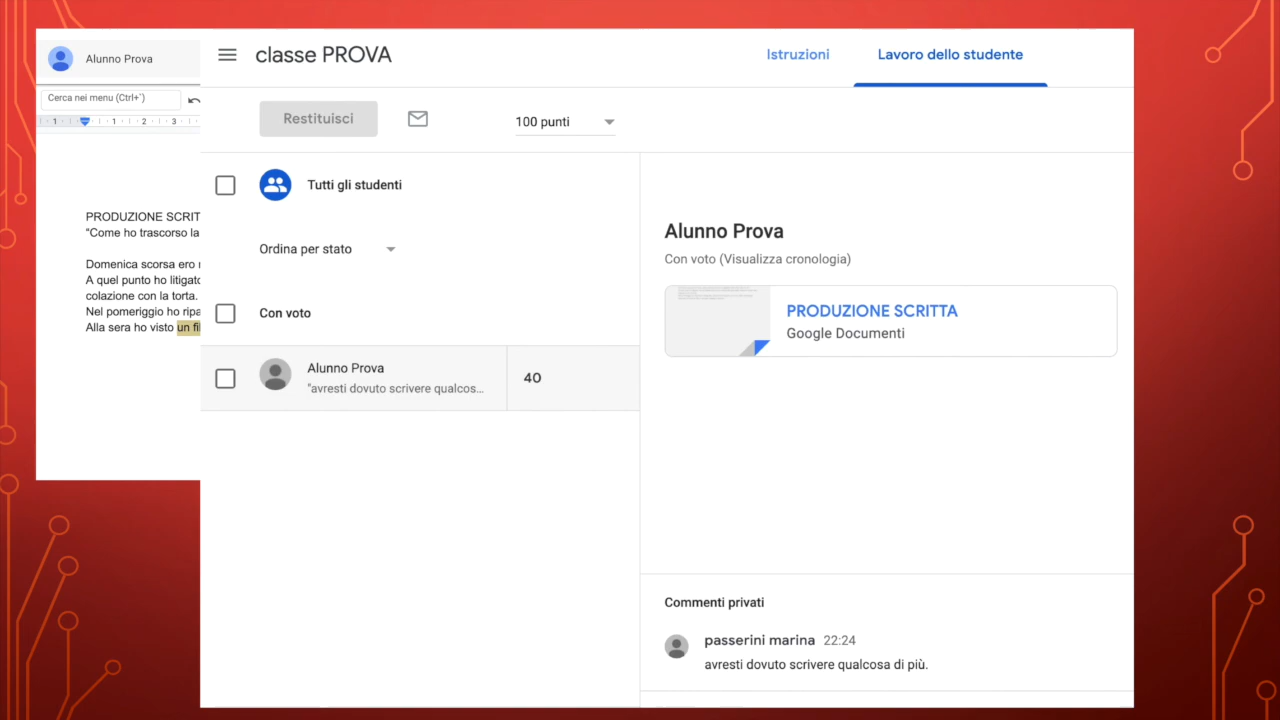 Alunno Prova
Cerca nei menu (Ctrl+`)
1 1 2 3
PRODUZIONE SCRIT
"Come ho trascorso la
Domenica scorsa ero
A quel punto ho litigato
colazione con la torta.
Nel pomeriggio ho ripa
Alla sera ho visto un fil
classe PROVA
Istruzioni
Lavoro dello studente
Restituisci
100 punti
Tutti gli studenti
Ordina per stato
Con voto
Alunno Prova
"avresti dovuto scrivere qualcos...
40
Alunno Prova
Con voto (Visualizza cronologia)
PRODUZIONE SCRITTA
Google Documenti
Commenti privati
passerini marina 22:24
avresti dovuto scrivere qualcosa di più.